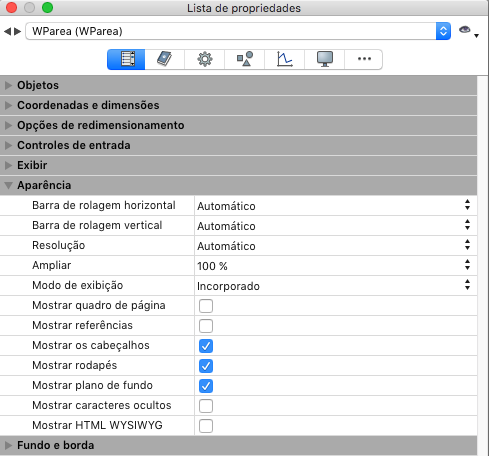 Lista de propriedades
WParea (WParea)
Objetos
Coordenadas e dimensões
Opções de redimensionamento
Controles de entrada
Exibir
Aparência
Barra de rolagem horizontal Automático
Barra de rolagem vertical Automático
Resolução Automático
Ampliar 100 %
Modo de exibição Incorporado
Mostrar quadro de página
Mostrar referências
Mostrar os cabeçalhos
Mostrar rodapés
Mostrar plano de fundo
Mostrar caracteres ocultos
Mostrar HTML WYSIWYG
Fundo e borda